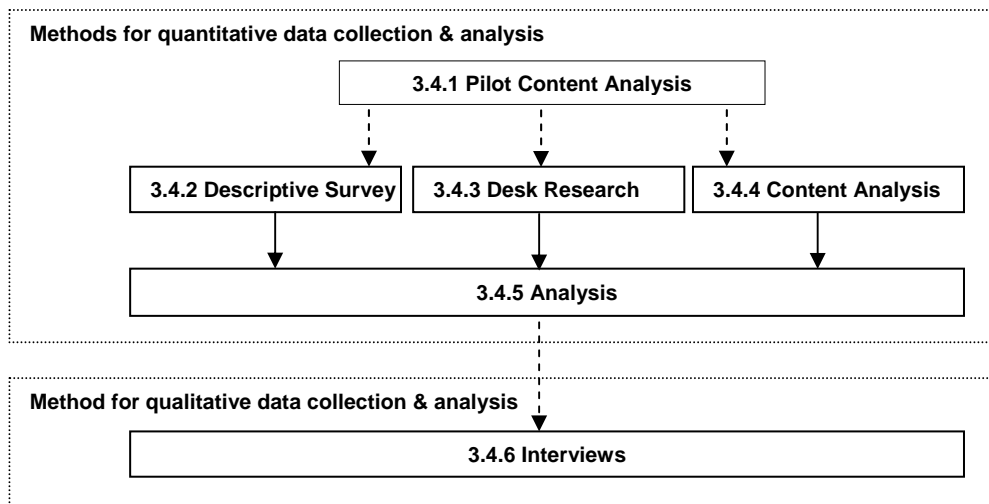 Methods for quantitative data collection & analysis
3.4.1 Pilot Content Analysis
3.4.2 Descriptive Survey
3.4.3 Desk Research
3.4.4 Content Analysis
3.4.5 Analysis
Method for qualitative data collection & analysis
3.4.6 Interviews